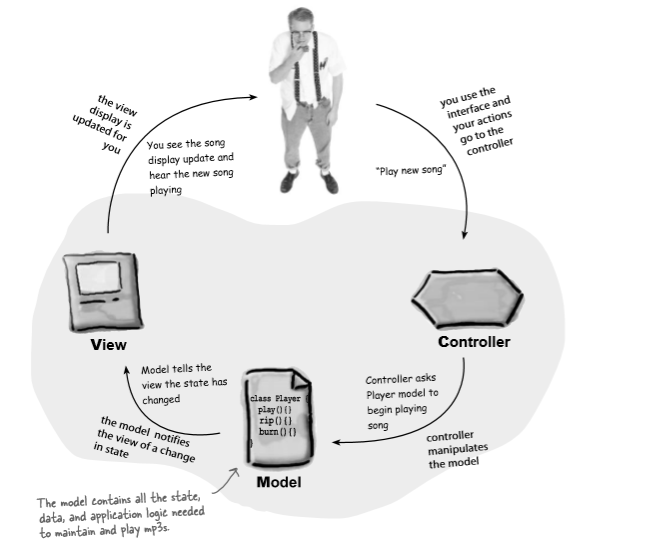 the view
display is
updated for
you
You see the song
display update and
hear the new song
playing
you use the
interface and
your actions
go to the
controller
"Play new song"
View
Controller
Model tells the
view the state has
changed
the model notifies
the view of a change
in state
class Player {
play(){}
rip(){}
burn(){}
}
Model
Controller asks
Player model to
begin playing
song
controller
manipulates
the model
The model contains all the state,
data, and application logic needed
to maintain and play mp3s.